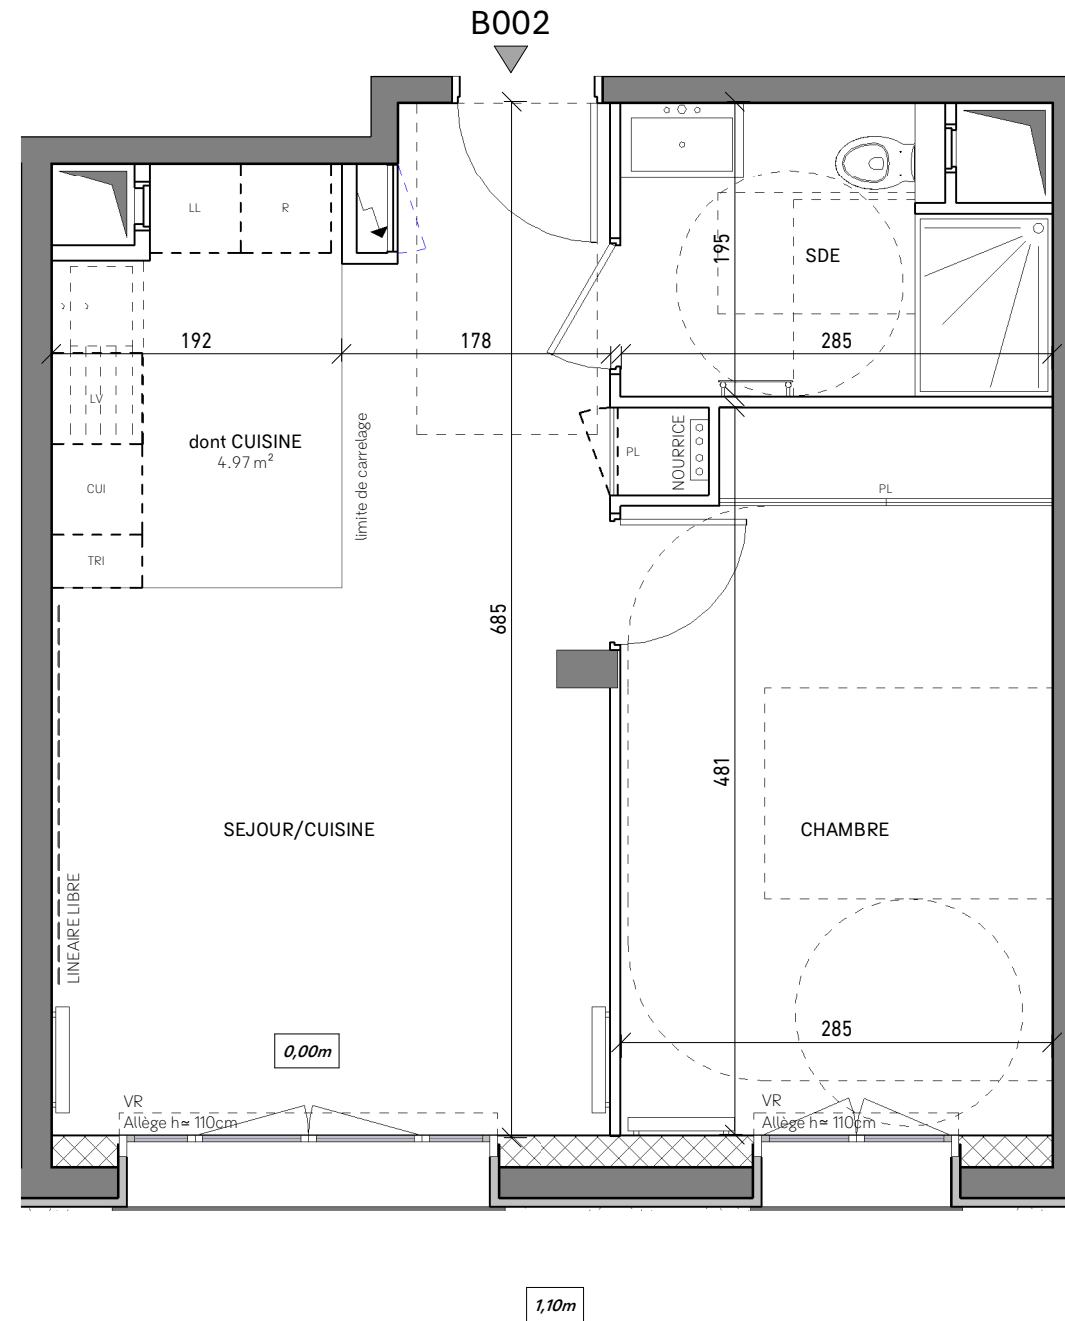 B002
LL
R
195
SDE
192
178
285
LV
dont CUISINE
4.97 m²
limite de carrelage
PL
NOURRICE
CUI
PL
TRI
685
481
SEJOUR/CUISINE
CHAMBRE
LINEAIRE LIBRE
285
0,00m
VR
Allège h≃ 110cm
VR
Allège h≃ 110cm
1,10m